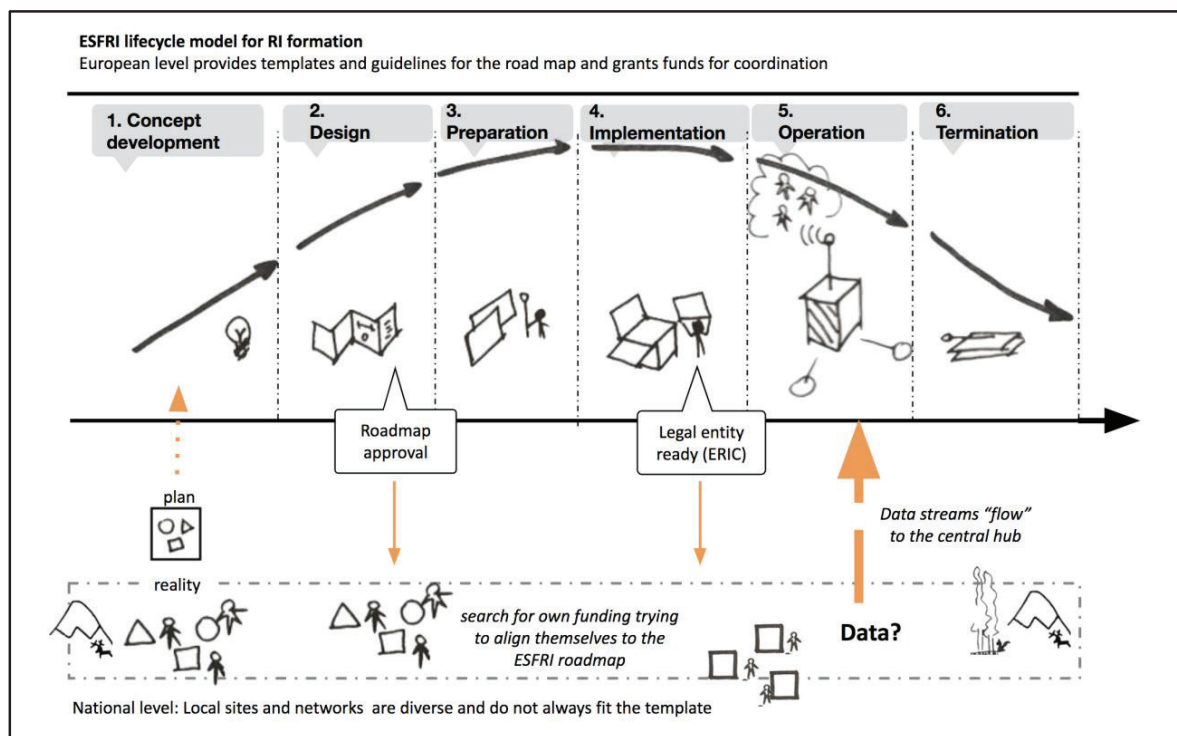 ESFRI lifecycle model for RI formation
European level provides templates and guidelines for the road map and grants funds for coordination
1. Concept
development
2.
Design
3.
Preparation
4.
Implementation
5.
Operation
6.
Termination
Roadmap
approval
Legal entity
ready (ERIC)
plan
Data streams “flow”
to the central hub
reality
search for own funding trying
to align themselves to the
ESFRI roadmap
Data?
National level: Local sites and networks are diverse and do not always fit the template